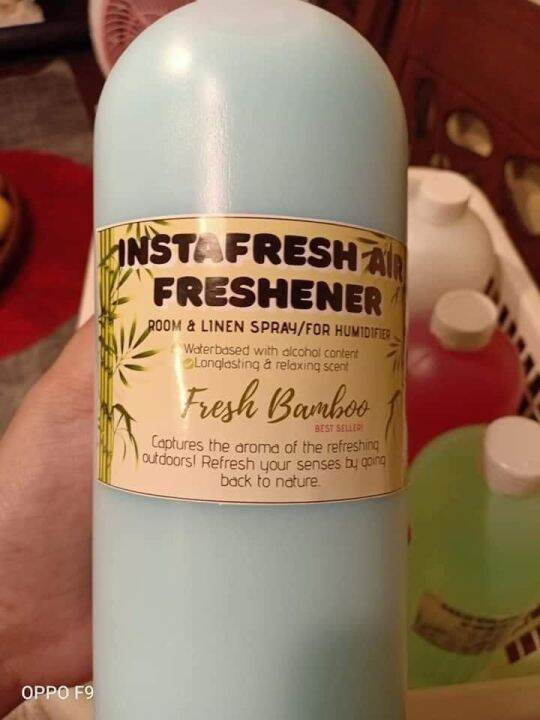 INSTAFRESH AIR
FRESHENER
ROOM & LINEN SPRAY/FOR HUMIDIFIER
Waterbased with alcohol content
Longlasting & relaxing scent
Fresh Bamboo
BEST SELLER!
Captures the aroma of the refreshing
outdoors! Refresh your senses by going
back to nature.
OPPO F9